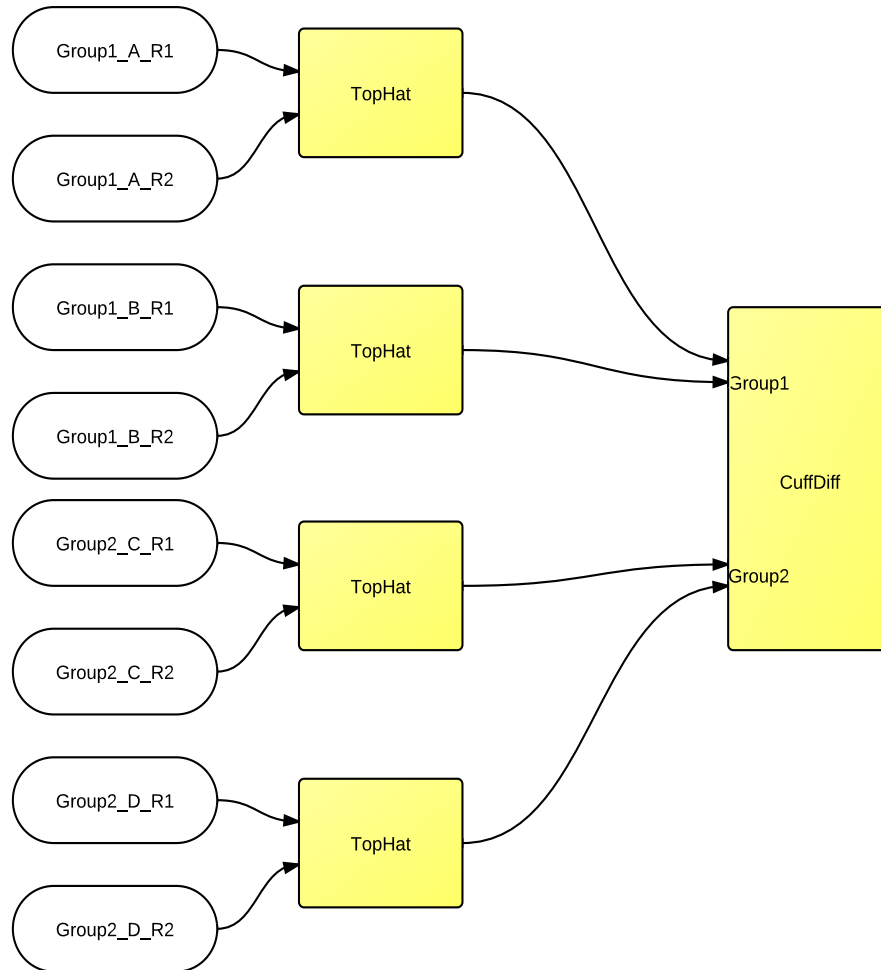 Group1_A_R1
TopHat
Group1_A_R2
Group1_B_R1
TopHat
Group1_B_R2
Group1
CuffDiff
Group2_C_R1
TopHat
Group2
Group2_C_R2
Group2_D_R1
TopHat
Group2_D_R2